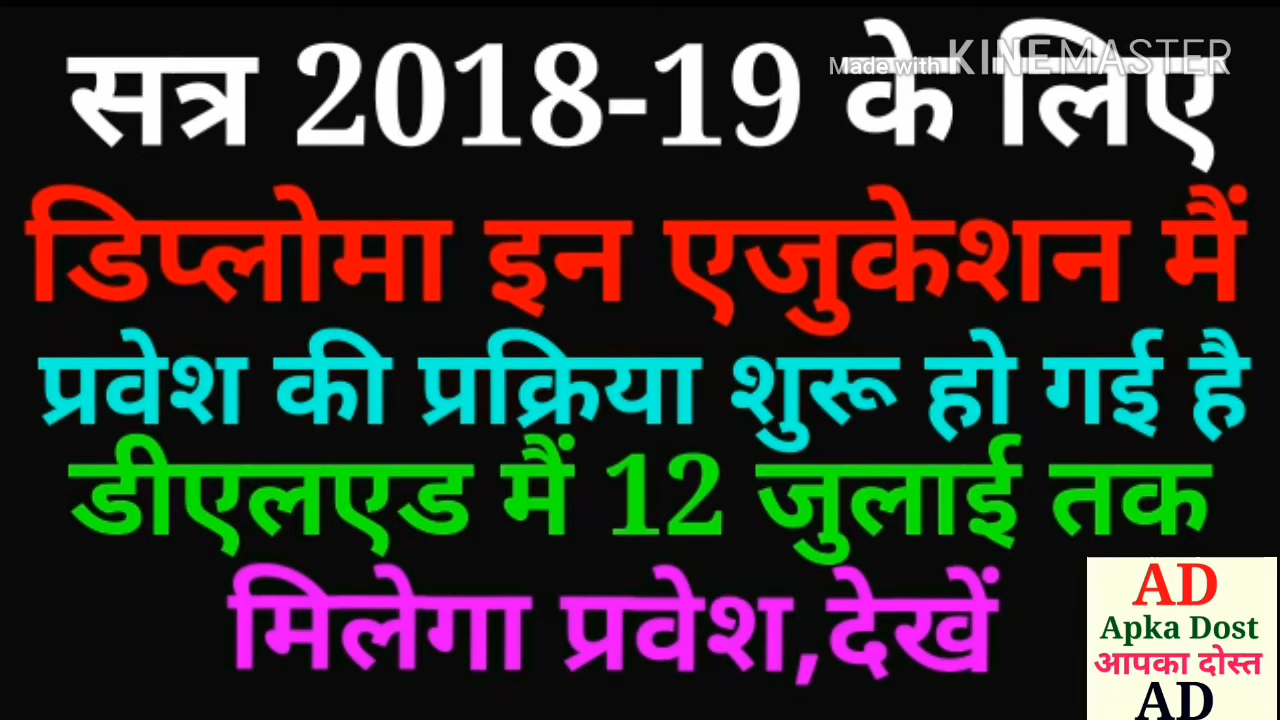 सत्र 2018-19 के लिए
Made with KINEMASTER
डिप्लोमा इन एजुकेशन मैं
प्रवेश की प्रक्रिया शुरू हो गई है
डीएलएड मैं 12 जुलाई तक
मिलेगा प्रवेश,देखें
AD
Apka Dost
आपका दोस्त
AD